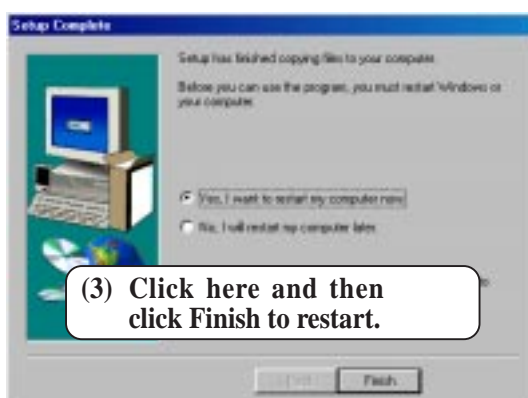 Setup Complete
Setup has finished copying files to your computer.
Before you can use the program, you must restart Windows or
your computer.
Yes, I want to restart my computer now.
No, I will restart my computer later.
(3) Click here and then
click Finish to restart.
Finish